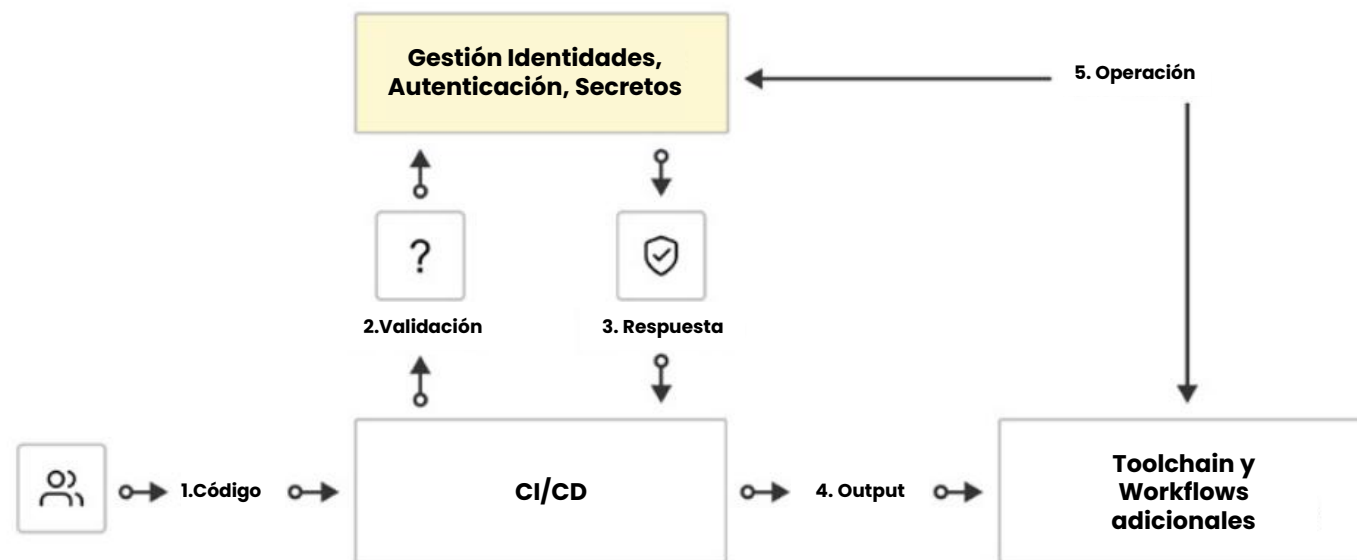 Gestión Identidades,
Autenticación, Secretos
5. Operación
?
2.Validación
3. Respuesta
1.Código
CI/CD
4. Output
Toolchain y
Workflows
adicionales